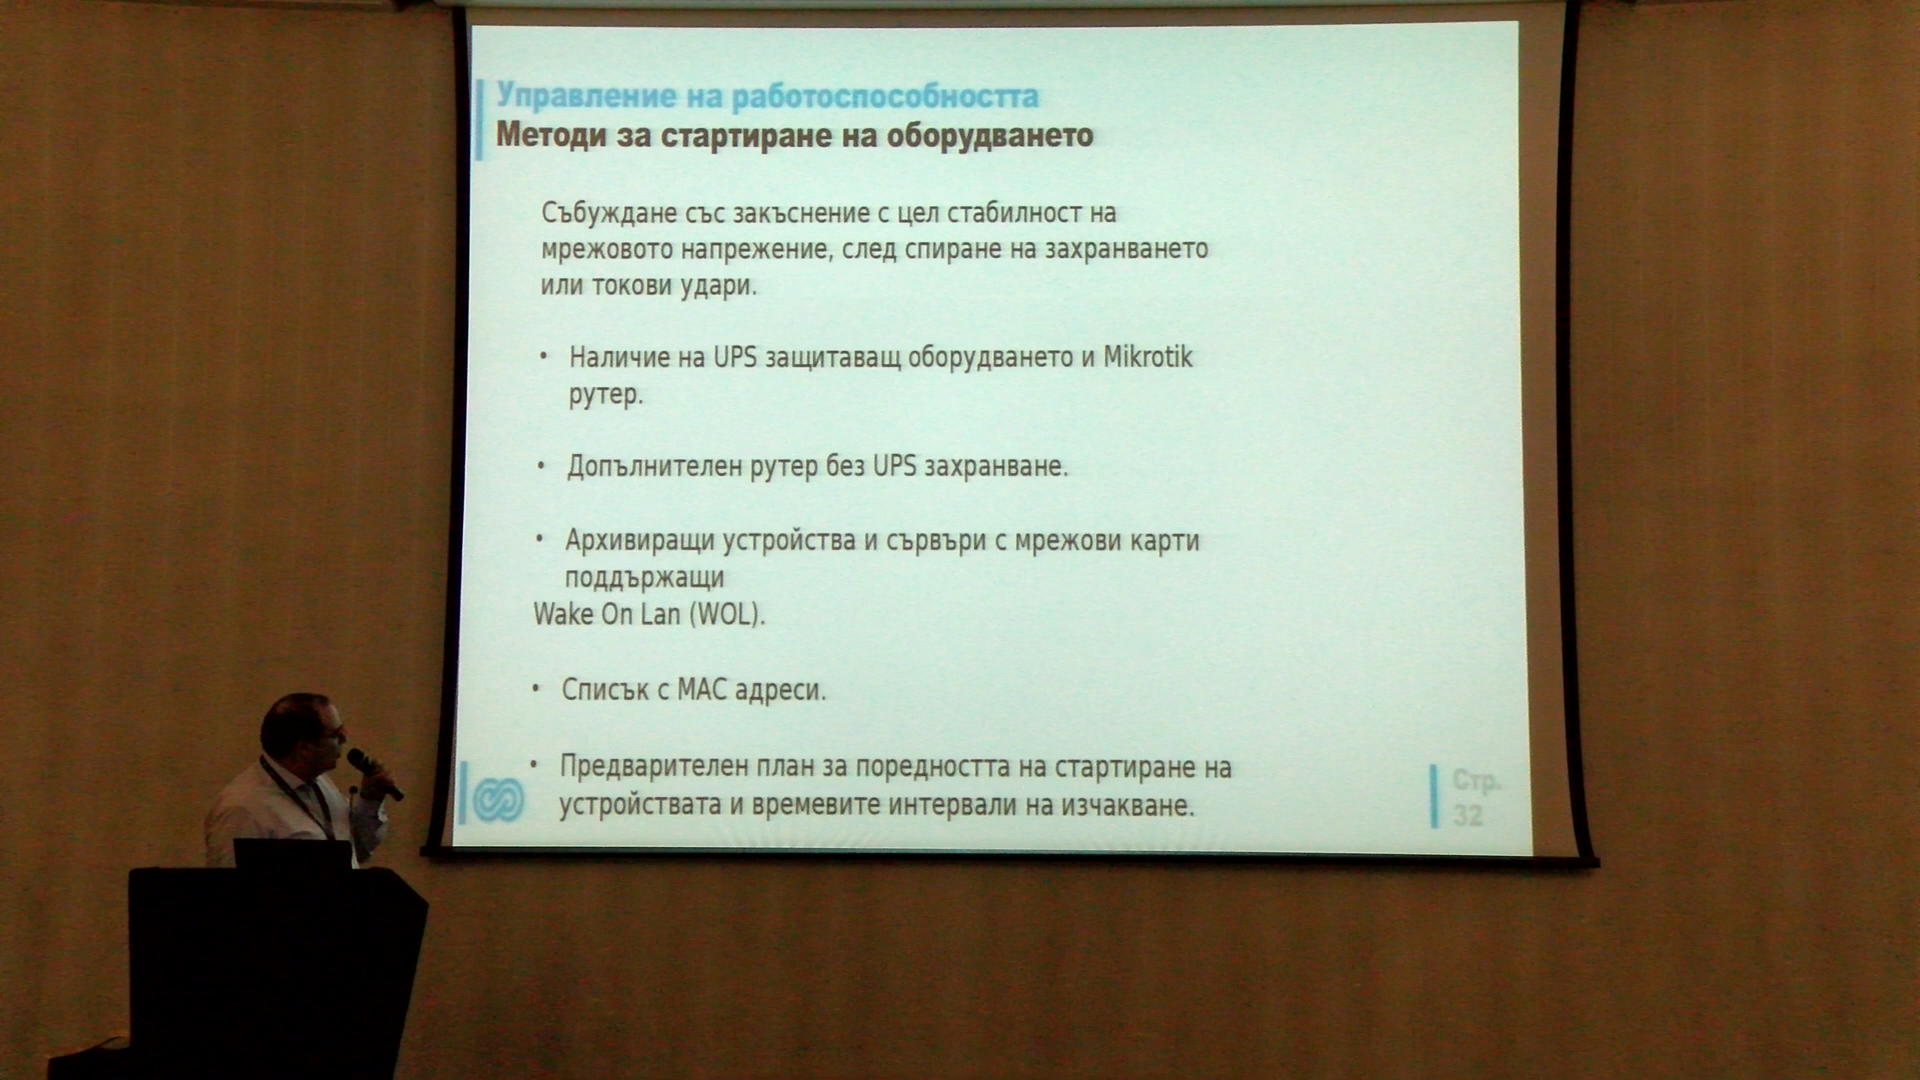 Управление на работоспособността
Методи за стартиране на оборудването
Събуждане със закъснение с цел стабилност на
мрежовото напрежение, след спиране на захранването
или токови удари.
• Наличие на UPS защитаващ оборудването и Mikrotik
рутер.
• Допълнителен рутер без UPS захранване.
• Архивиращи устройства и сървъри с мрежови карти
поддържащи
Wake On Lan (WOL).
• Списък с MAC адреси.
• Предварителен план за поредността на стартиране на
устройствата и времевите интервали на изчакване.
Стр.
32